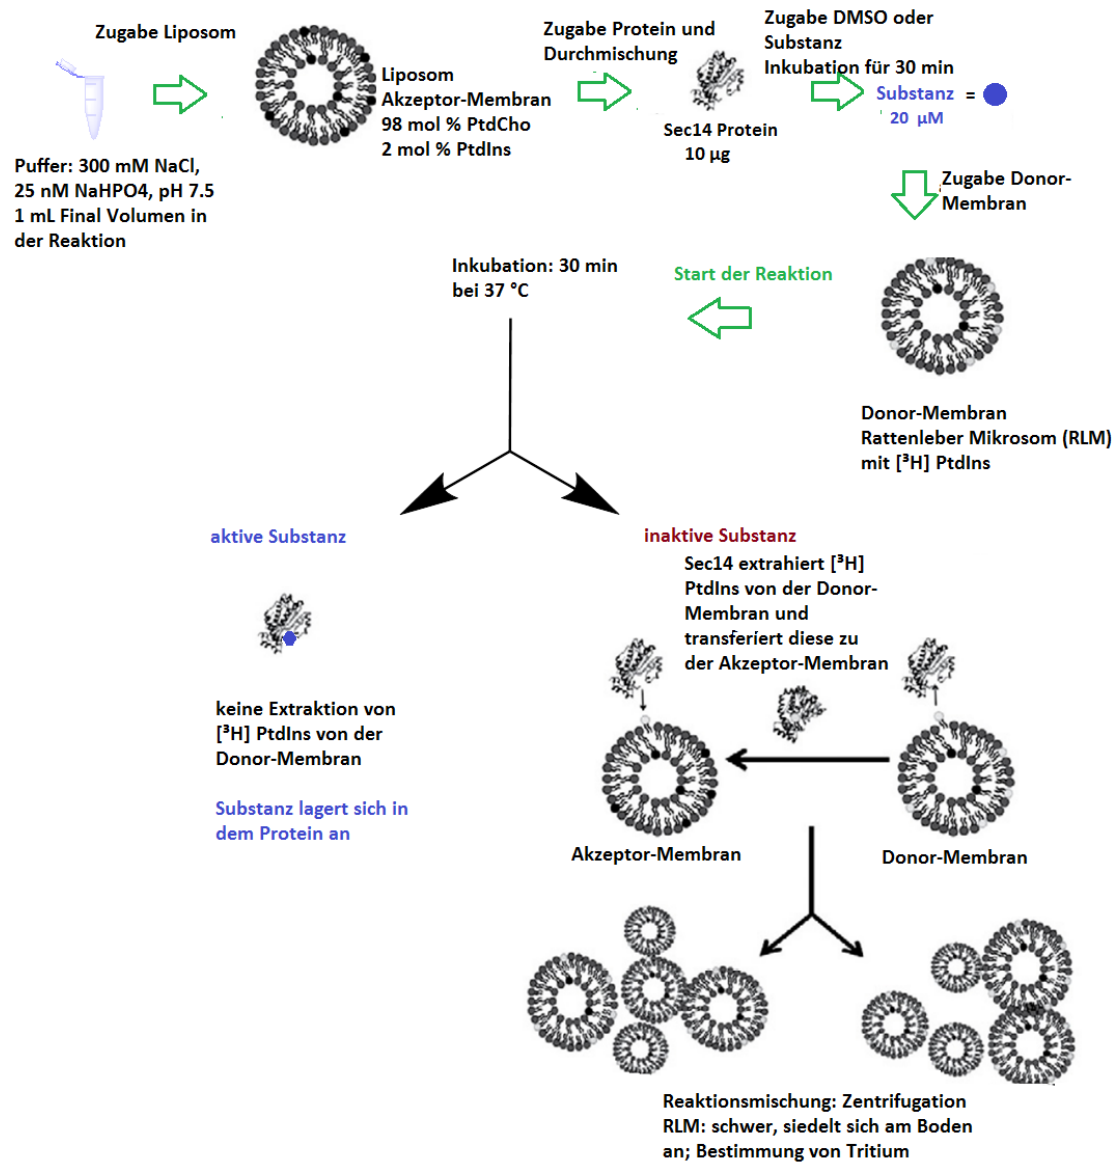 Zugabe Liposom
Liposom
Akzeptor-Membran
98 mol % PtdCho
2 mol % PtdIns
Zugabe Protein und
Durchmischung
Sec14 Protein
10 µg
Zugabe DMSO oder
Substanz
Inkubation für 30 min
Substanz =
20 µM
Puffer: 300 mM NaCl,
25 nM NaHPO4, pH 7.5
1 mL Final Volumen in
der Reaktion
Zugabe Donor-
Membran
Donor-Membran
Rattenleber Mikrosom (RLM)
mit [³H] PtdIns
Start der Reaktion
Inkubation: 30 min
bei 37 °C
aktive Substanz
keine Extraktion von
[³H] PtdIns von der
Donor-Membran
Substanz lagert sich in
dem Protein an
inaktive Substanz
Sec14 extrahiert [³H]
PtdIns von der Donor-
Membran und
transferiert diese zu
der Akzeptor-Membran
Akzeptor-Membran
Donor-Membran
Reaktionsmischung: Zentrifugation
RLM: schwer, siedelt sich am Boden
an; Bestimmung von Tritium